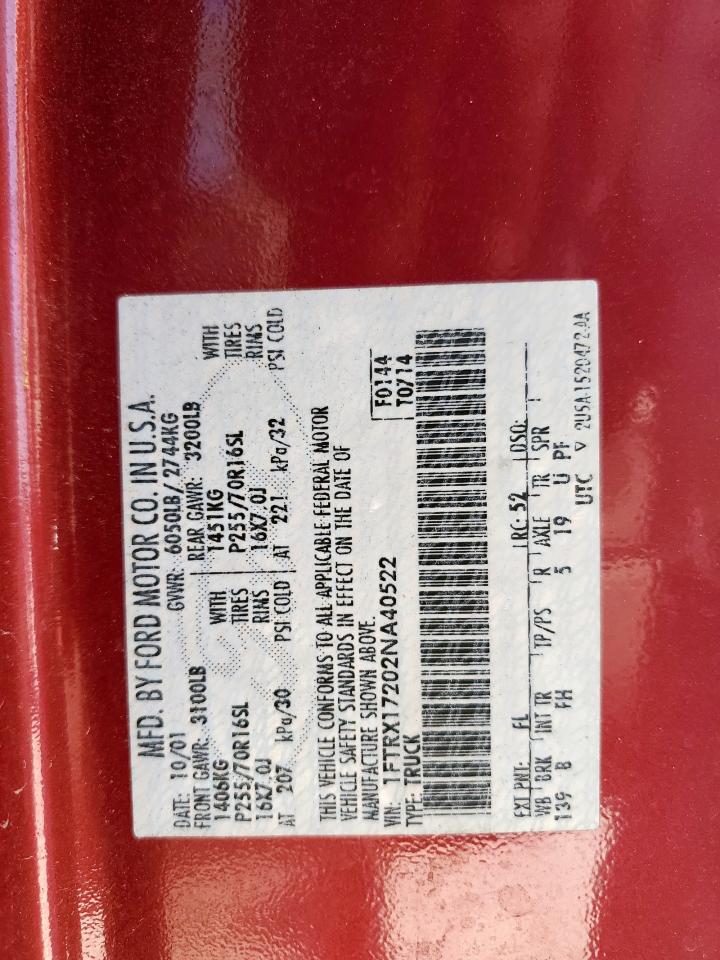 MFD. BY FORD MOTOR CO. IN U.S.A.
DATE: 10/01 GVWR: 6050LB/2744KG
FRONT GAWR: 3100LB REAR GAWR: 3200LB
1406KG WITH 1451KG WITH
P255/70R16SL TIRES P255/70R16SL TIRES
16X7.0J RIMS 16X7.0J RIMS
AT 207 kPa/30 PSI COLD AT 221 kPa/32 PSI COLD
THIS VEHICLE CONFORMS TO ALL APPLICABLE FEDERAL MOTOR
VEHICLE SAFETY STANDARDS IN EFFECT ON THE DATE OF
MANUFACTURE SHOWN ABOVE.
VIN: 1FTRX17202NA40522 F0144
TYPE: TRUCK T0714
EXT PNT: FL RC: 52 DSO:
WB BRK INT TR TP/PS R AXLE TR SPR
139 B FH 5 19 U PF
UTC ▽ 2U5A-1520472-AA